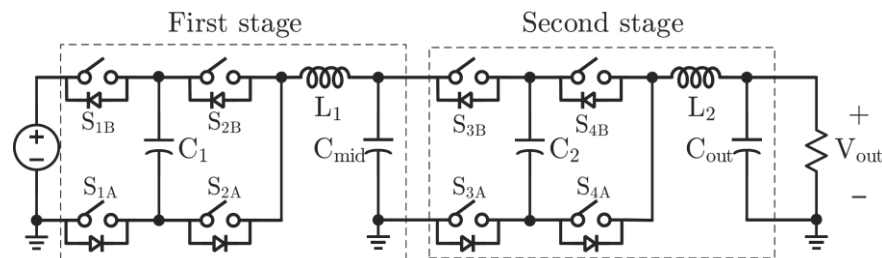 First stage
Second stage
+
−
S1B
S2B
L1
C1
Cmid
S1A
S2A
S3B
S4B
L2
C2
Cout
S3A
S4A
+
Vout
−